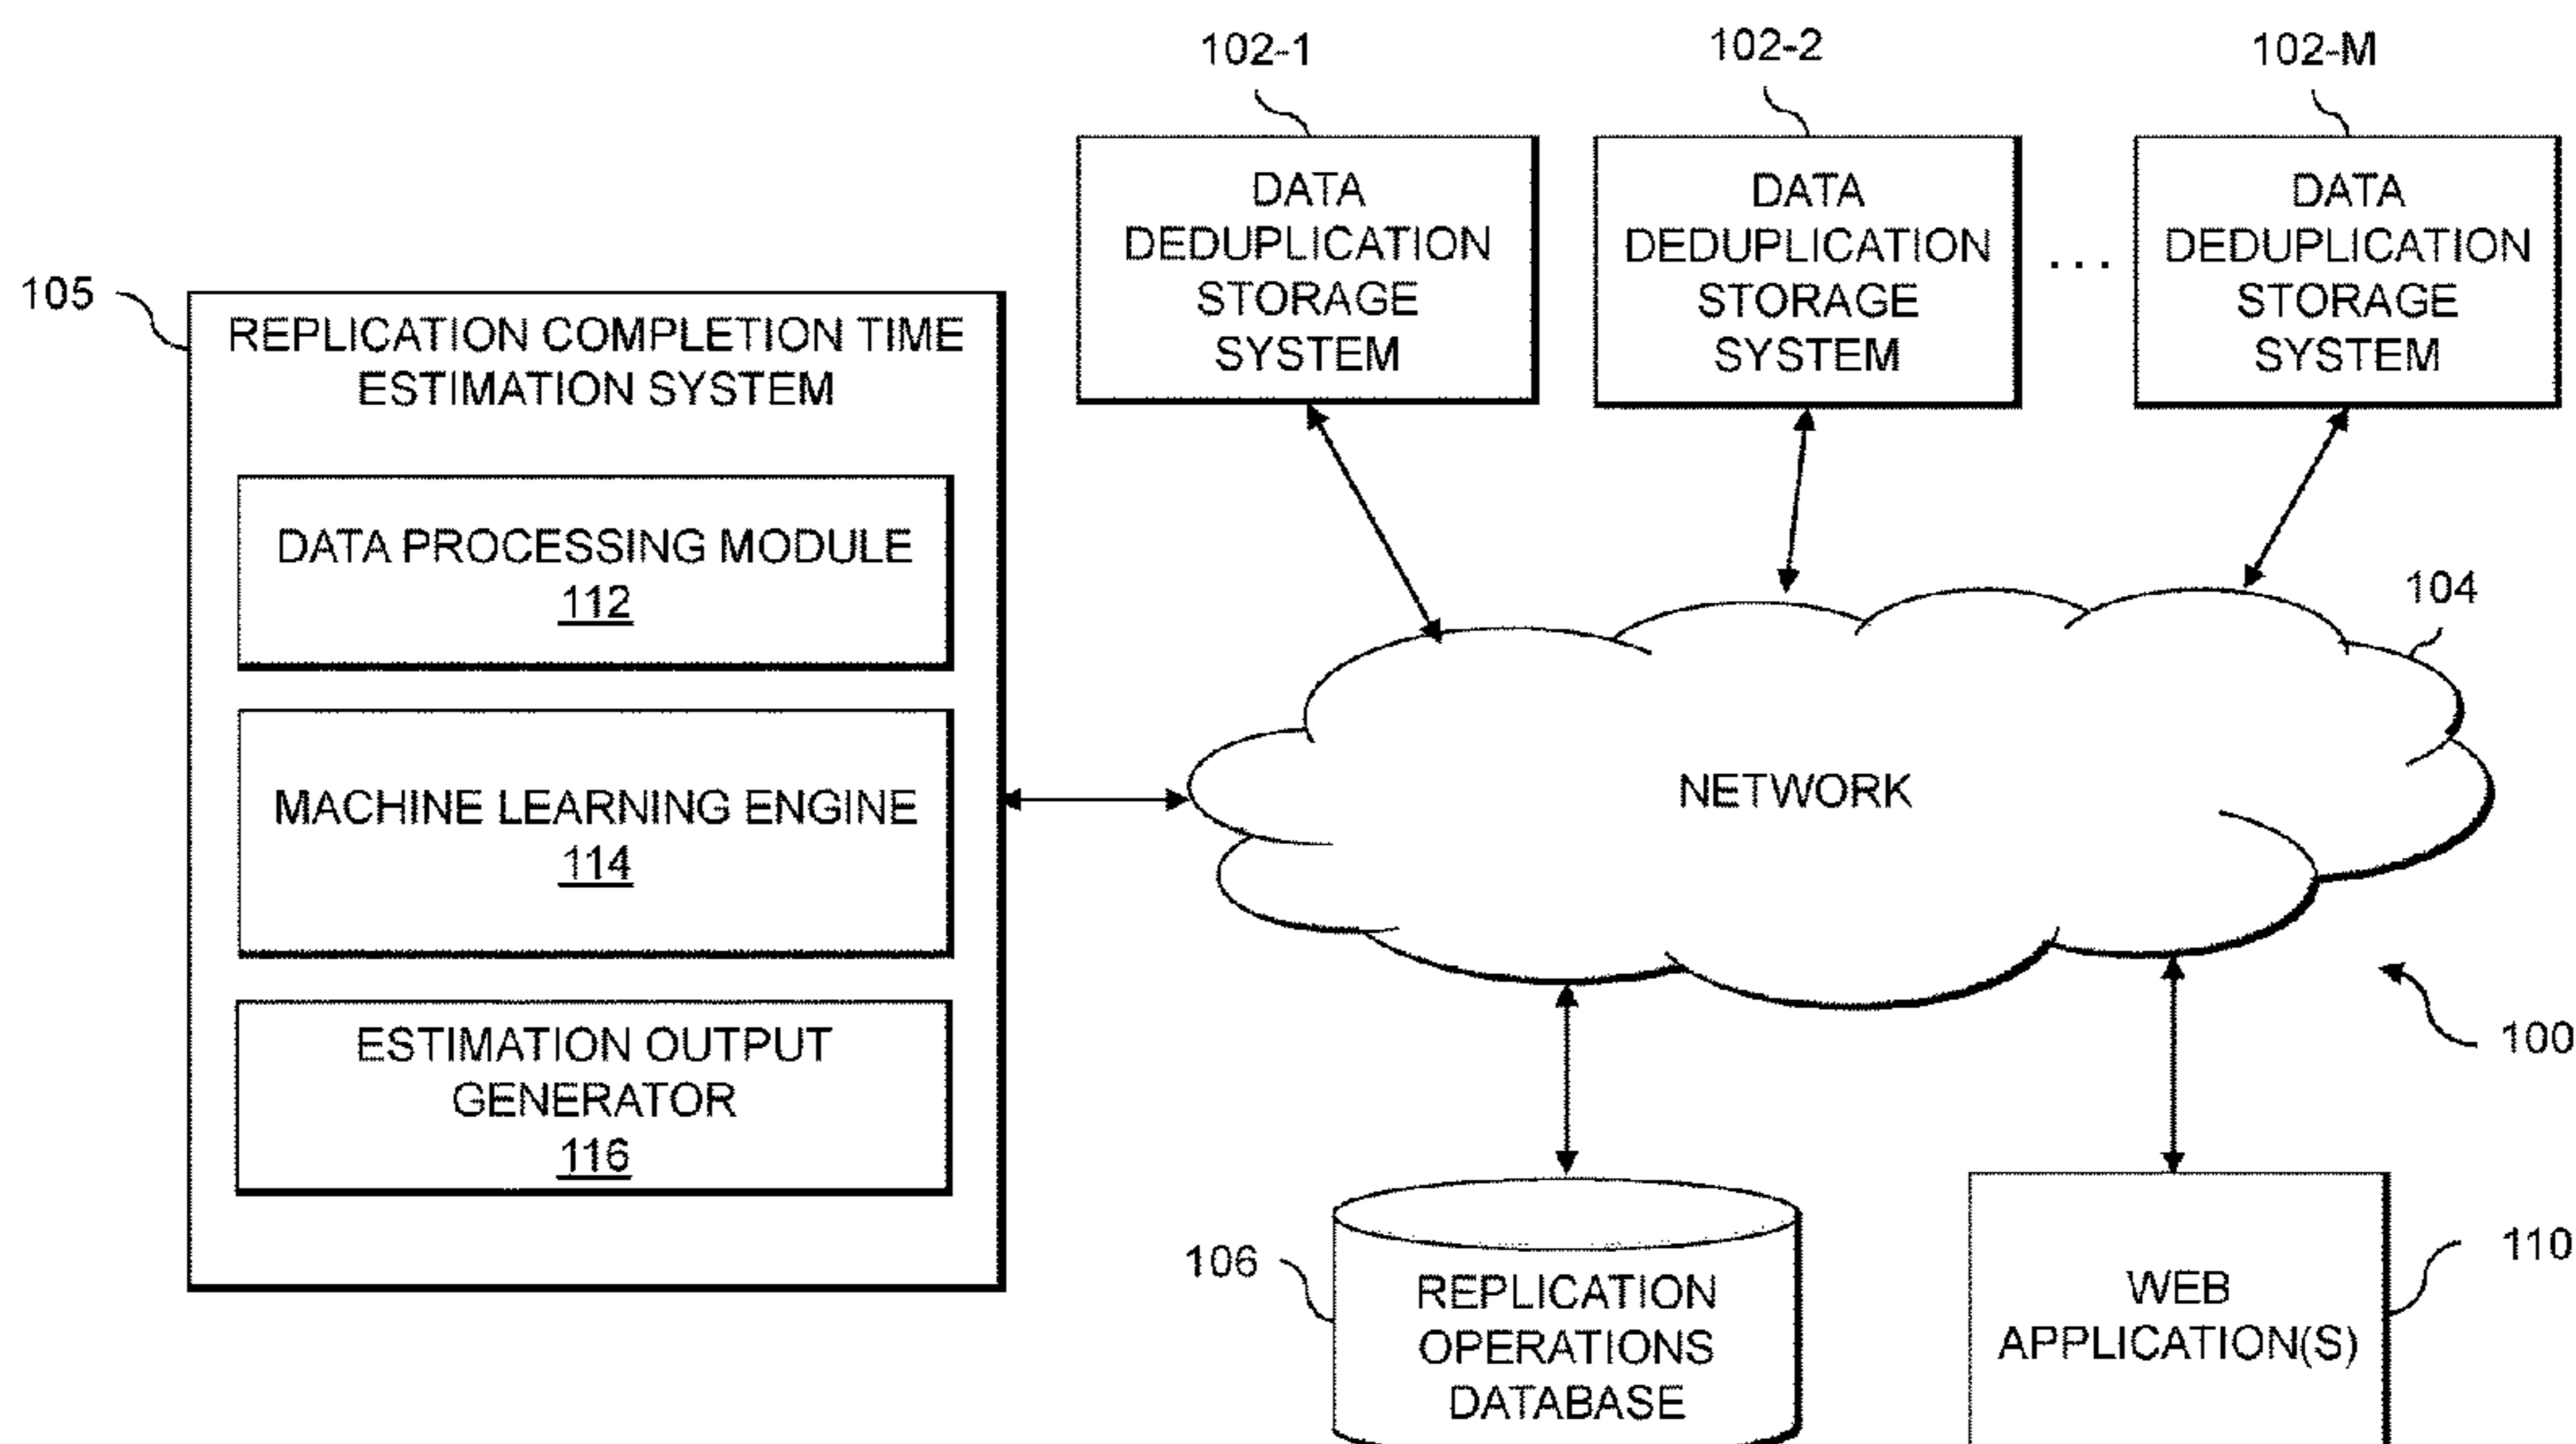 102-1
102-2
102-M
DATA
DEDUPLICATION
STORAGE
SYSTEM
DATA
DEDUPLICATION
STORAGE
SYSTEM
...
DATA
DEDUPLICATION
STORAGE
SYSTEM
105
REPLICATION COMPLETION TIME
ESTIMATION SYSTEM
DATA PROCESSING MODULE
112
MACHINE LEARNING ENGINE
114
ESTIMATION OUTPUT
GENERATOR
116
104
NETWORK
100
106
REPLICATION
OPERATIONS
DATABASE
WEB
APPLICATION(S)
110